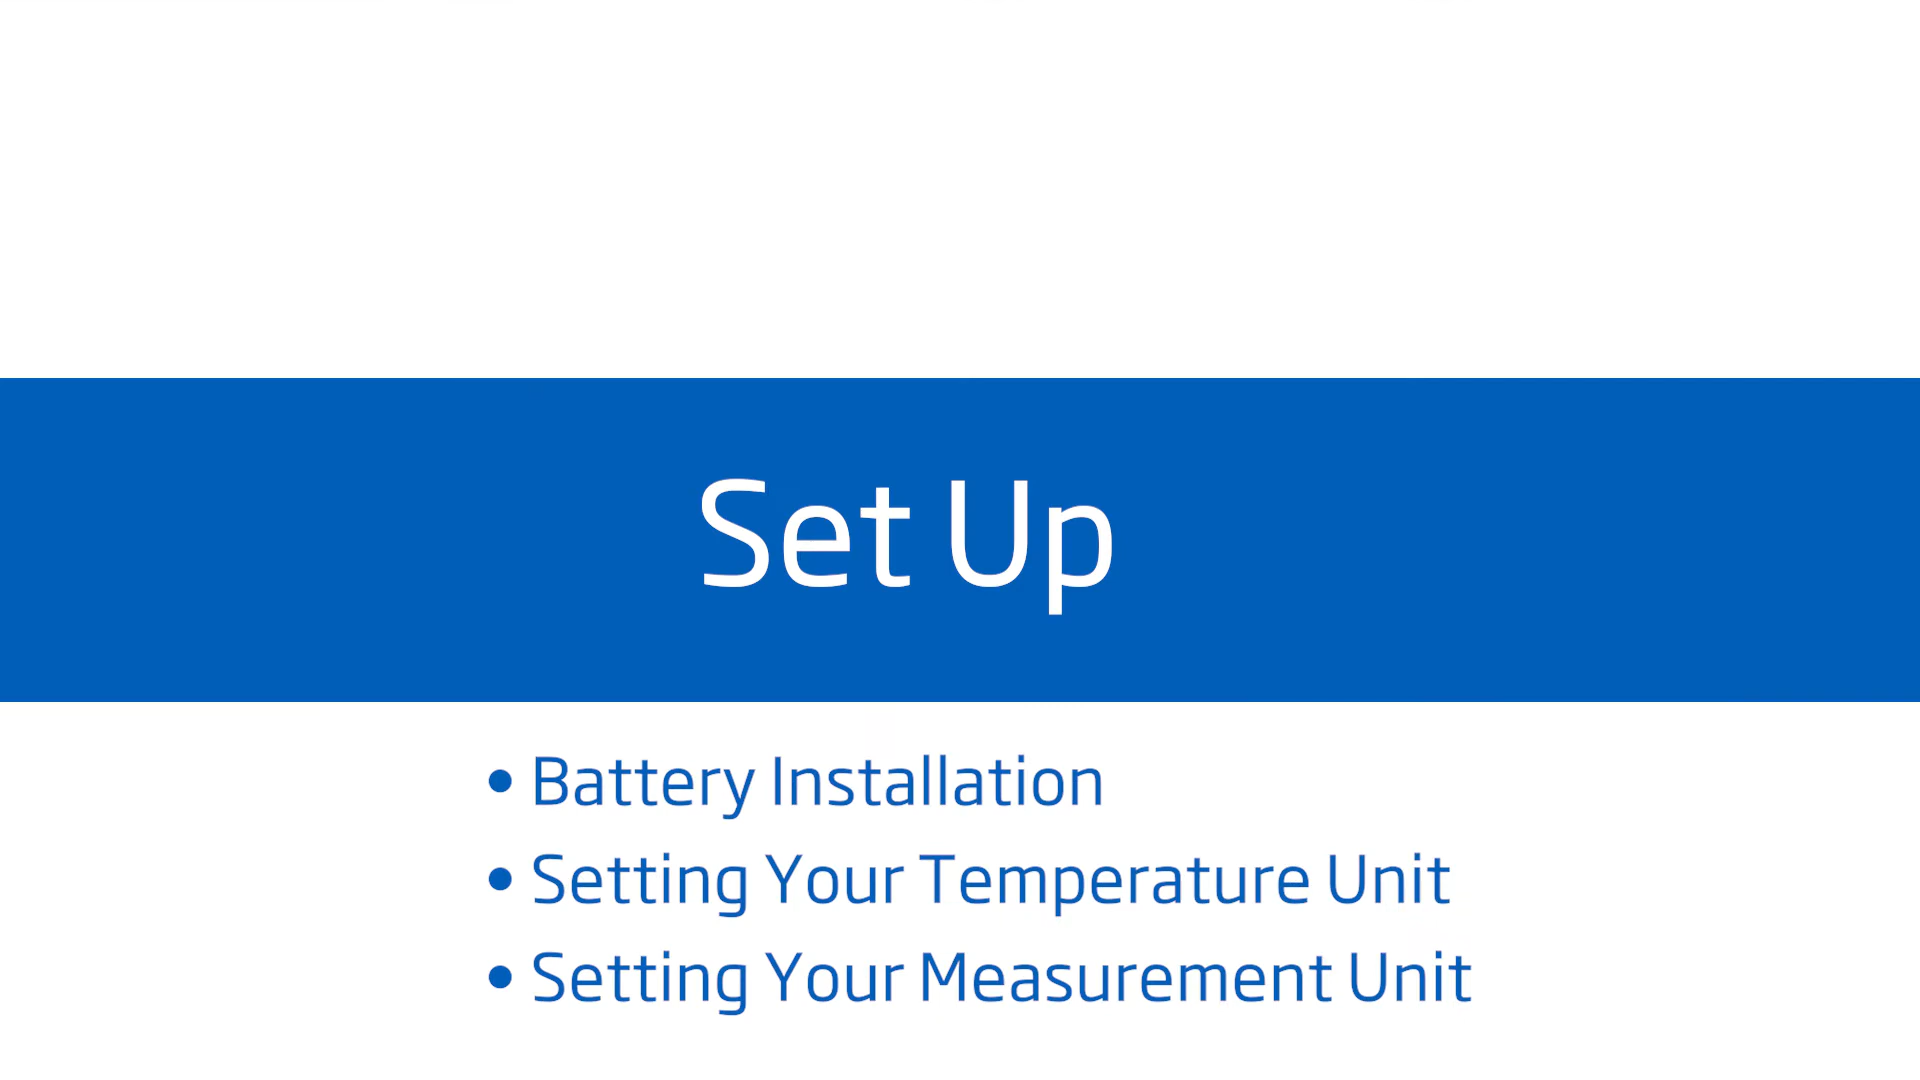 Set Up
• Battery Installation
• Setting Your Temperature Unit
• Setting Your Measurement Unit